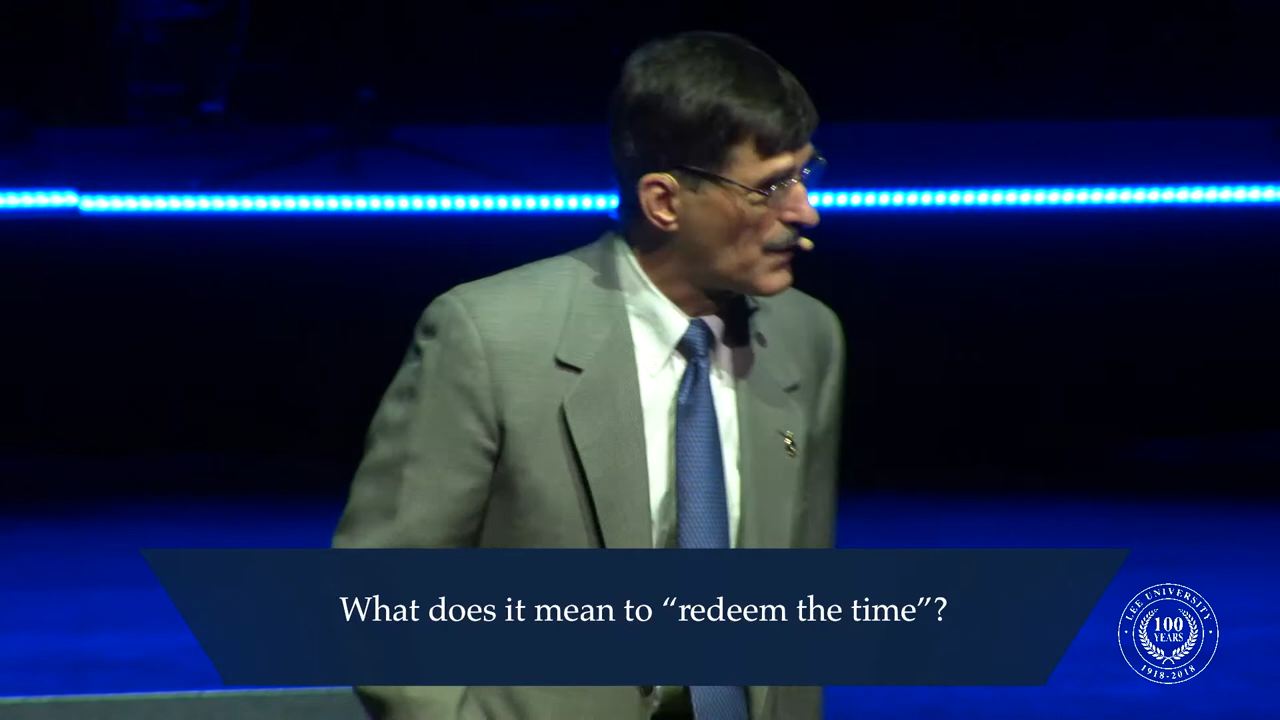 What does it mean to “redeem the time”?
· LEE UNIVERSITY ·
100
YEARS
1918-2018